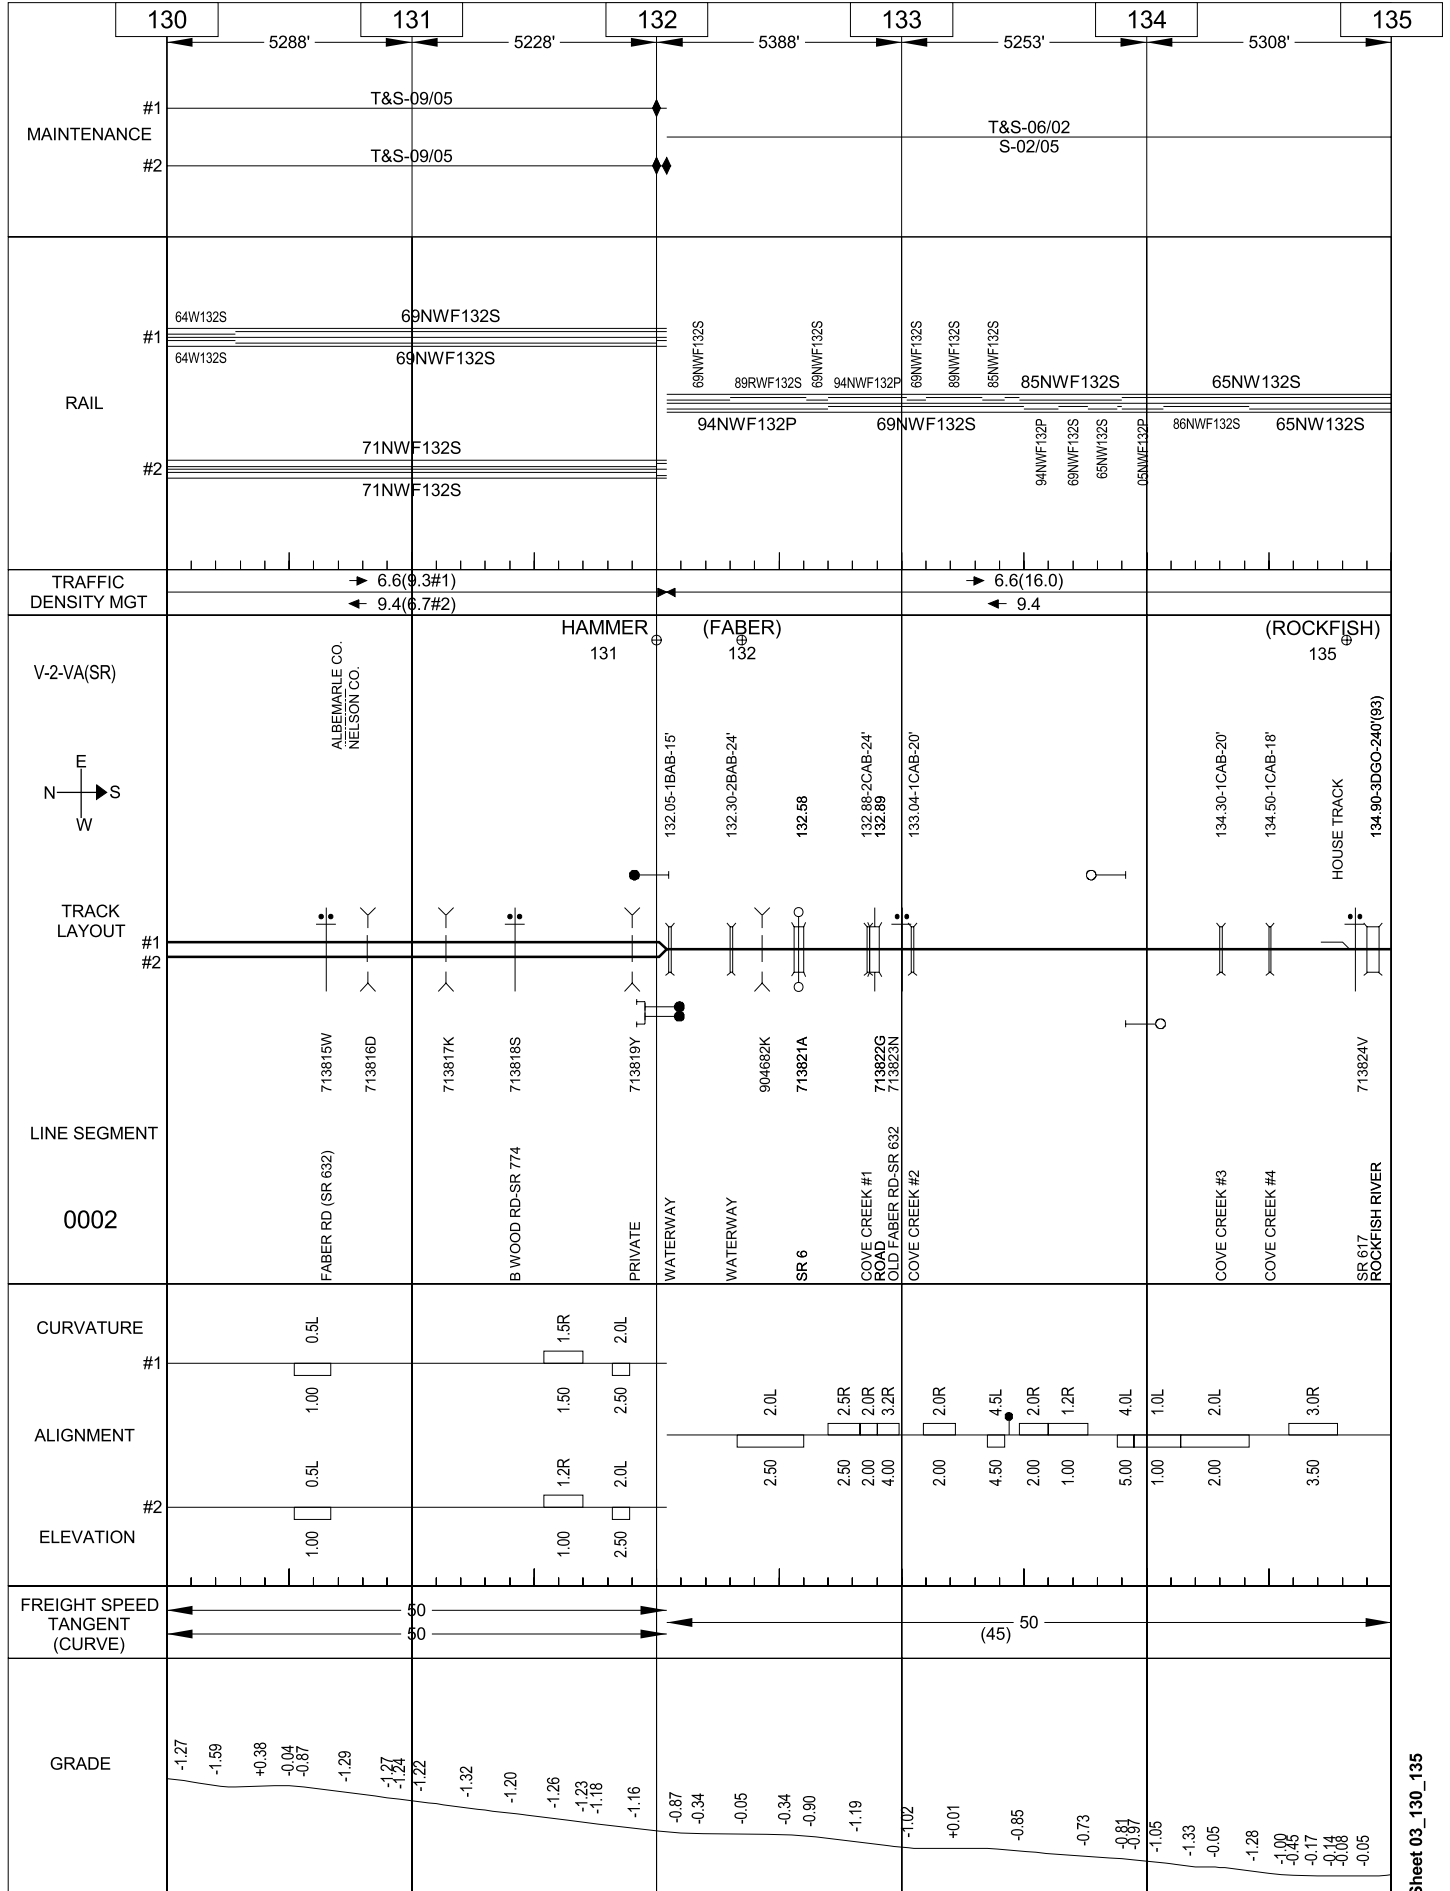 130 131 132 133 134 135
5288' 5228' 5388' 5253' 5308'
#1 T&S-09/05
MAINTENANCE
T&S-06/02
S-02/05
#2 T&S-09/05
RAIL
#1
64W132S 69NWF132S
64W132S 69NWF132S
69NWF132S
89RWF132S
69NWF132S
94NWF132P
69NWF132S
89NWF132S
85NWF132S
85NWF132S
65NW132S
94NWF132P
69NWF132S
94NWF132P
69NWF132S
65NW132S
05NWF132P
86NWF132S
65NW132S
#2
71NWF132S
71NWF132S
TRAFFIC
DENSITY MGT
6.6(9.3#1)
9.4(6.7#2)
6.6(16.0)
9.4
HAMMER (FABER) (ROCKFISH)
131 132 135
V-2-VA(SR)
ALBEMARLE CO.
NELSON CO.
E
N S
W
132.05-1BAB-15'
132.30-2BAB-24'
132.58
132.88-2CAB-24'
132.89
133.04-1CAB-20'
134.30-1CAB-20'
134.50-1CAB-18'
HOUSE TRACK
134.90-3DGO-240'(93)
TRACK
LAYOUT
#1
#2
713815W
713816D
713817K
713818S
713819Y
904682K
713821A
713822G
713823N
713824V
LINE SEGMENT
0002
FABER RD (SR 632)
B WOOD RD-SR 774
PRIVATE
WATERWAY
WATERWAY
SR 6
COVE CREEK #1
ROAD
OLD FABER RD-SR 632
COVE CREEK #2
COVE CREEK #3
COVE CREEK #4
SR 617
ROCKFISH RIVER
CURVATURE
#1
0.5L 1.5R 2.0L
1.00 1.50 2.50
ALIGNMENT
2.0L 2.5R 2.0R 3.2R 2.0R 4.5L 2.0R 1.2R 4.0L 1.0L 2.0L 3.0R
2.50 2.50 2.00 4.00 2.00 4.50 2.00 1.00 5.00 1.00 2.00 3.50
#2
0.5L 1.2R 2.0L
1.00 1.00 2.50
ELEVATION
FREIGHT SPEED
TANGENT
(CURVE)
50
50
(45) 50
GRADE
-1.27 -1.59 +0.38 -0.04 -0.87 -1.29 -1.27 -1.24 -1.22 -1.32 -1.20 -1.26 -1.23 -1.18 -1.16 -0.87 -0.34 -0.05 -0.34 -0.90 -1.19 -1.02 +0.01 -0.85 -0.73 -0.81 -0.97 -1.05 -1.33 -0.05 -1.28 -1.00 -0.45 -0.17 -0.14 -0.08 -0.05
Sheet 03_130_135